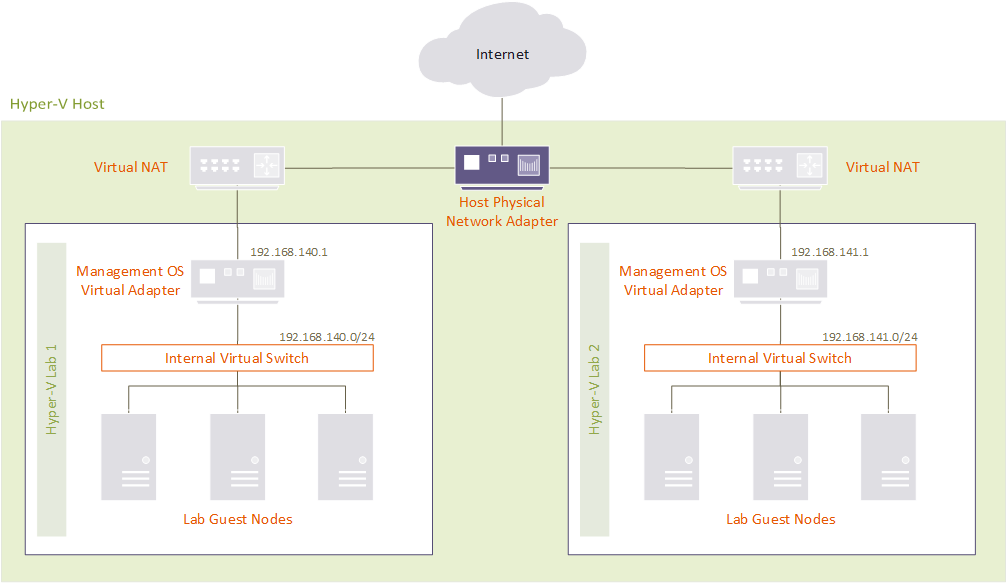 Internet
Hyper-V Host
Virtual NAT
Virtual NAT
Host Physical
Network Adapter
192.168.140.1
Management OS
Virtual Adapter
192.168.140.0/24
Internal Virtual Switch
Hyper-V Lab 1
Lab Guest Nodes
192.168.141.1
Management OS
Virtual Adapter
192.168.141.0/24
Internal Virtual Switch
Hyper-V Lab 2
Lab Guest Nodes